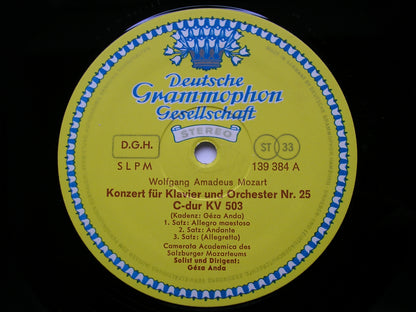 Deutsche
Grammophon
Gesellschaft
STEREO
D.G.H.
ST 33
SLPM
139 384 A
Wolfgang Amadeus Mozart
Konzert für Klavier und Orchester Nr. 25
C-dur KV 503
(Kadenz: Géza Anda)
1. Satz: Allegro maestoso
2. Satz: Andante
3. Satz: (Allegretto)
Camerata Academica des
Salzburger Mozarteums
Solist und Dirigent:
Géza Anda